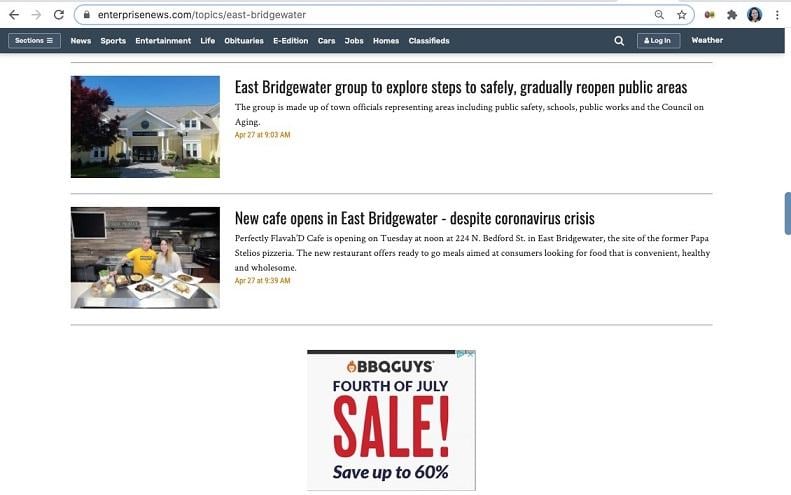 enterprisenews.com/topics/east-bridgewater
Sections News Sports Entertainment Life Obituaries E-Edition Cars Jobs Homes Classifieds Log In Weather
East Bridgewater group to explore steps to safely, gradually reopen public areas
The group is made up of town officials representing areas including public safety, schools, public works and the Council on
Aging.
Apr 27 at 9:03 AM
New cafe opens in East Bridgewater - despite coronavirus crisis
Perfectly Flavah'D Cafe is opening on Tuesday at noon at 224 N. Bedford St. in East Bridgewater, the site of the former Papa
Stelios pizzeria. The new restaurant offers ready to go meals aimed at consumers looking for food that is convenient, healthy
and wholesome.
Apr 27 at 9:39 AM
BBQGUYS
FOURTH OF JULY
SALE!
Save up to 60%